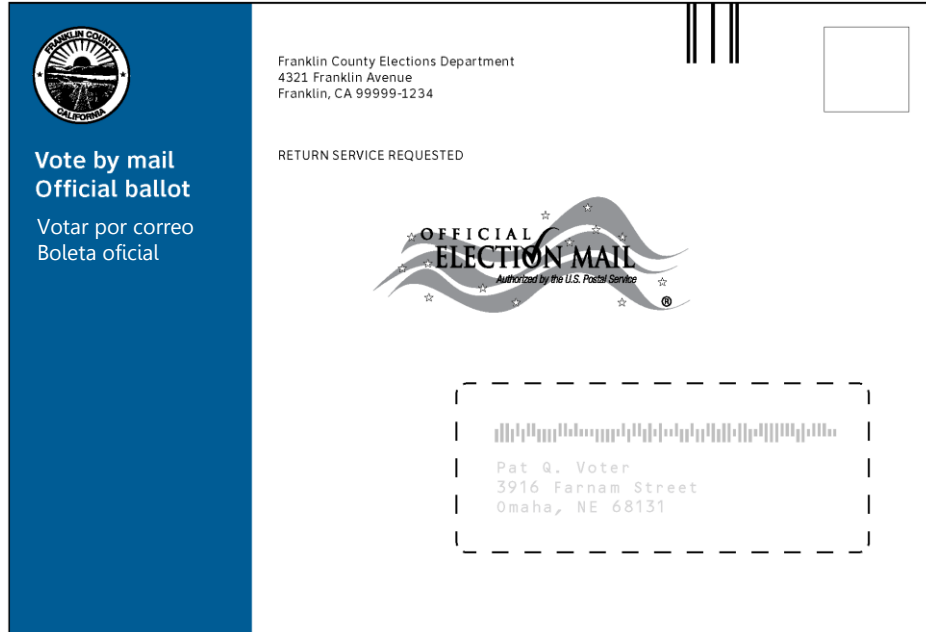 FRANKLIN COUNTY
CALIFORNIA
Vote by mail
Official ballot
Votar por correo
Boleta oficial
Franklin County Elections Department
4321 Franklin Avenue
Franklin, CA 99999-1234
RETURN SERVICE REQUESTED
OFFICIAL
ELECTION MAIL
Authorized by the U.S. Postal Service
®
Pat Q. Voter
3916 Farnam Street
Omaha, NE 68131